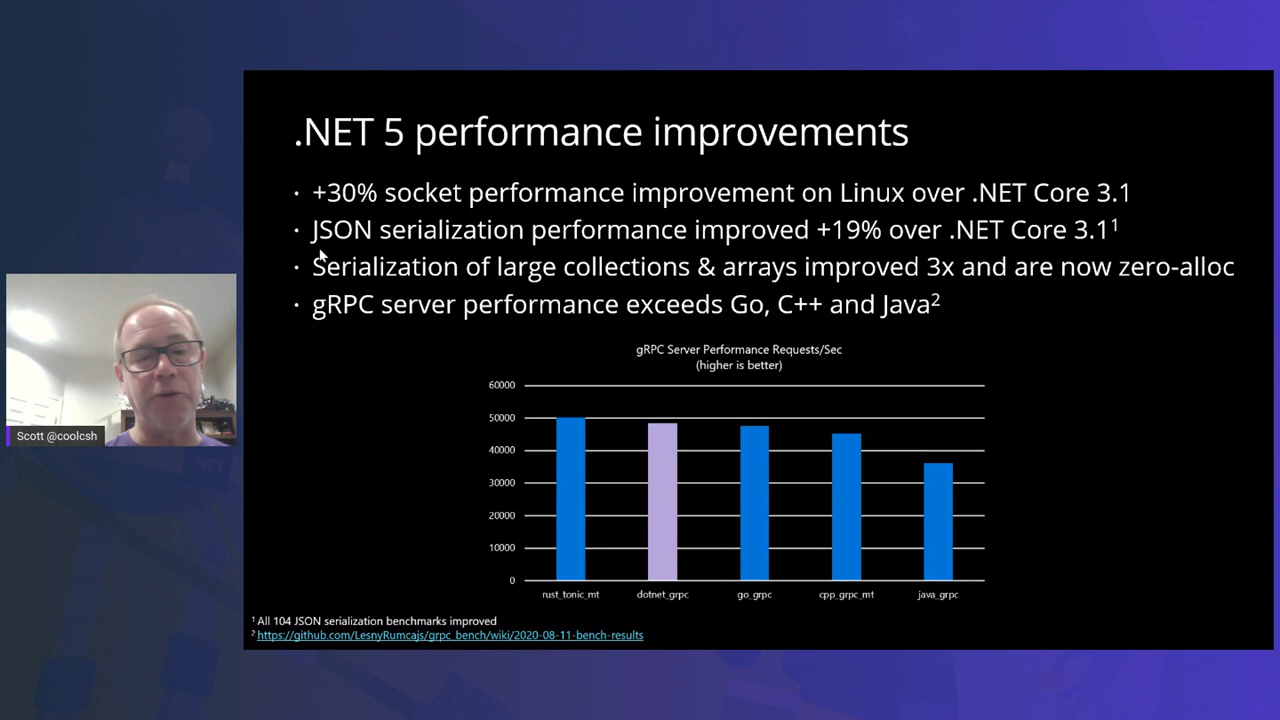 .NET 5 performance improvements
· +30% socket performance improvement on Linux over .NET Core 3.1
· JSON serialization performance improved +19% over .NET Core 3.1¹
· Serialization of large collections & arrays improved 3x and are now zero-alloc
· gRPC server performance exceeds Go, C++ and Java²
gRPC Server Performance Requests/Sec
(higher is better)
60000
50000
40000
30000
20000
10000
0
rust_tonic_mt dotnet_grpc go_grpc cpp_grpc_mt java_grpc
¹ All 104 JSON serialization benchmarks improved
² https://github.com/LesnyRumcajs/grpc_bench/wiki/2020-08-11-bench-results
Scott @coolcsh
.NET